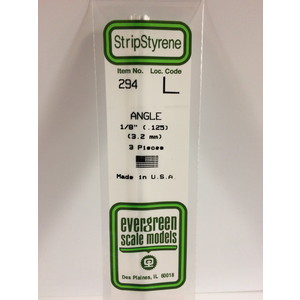 StripStyrene
Item No. Loc. Code
294 L
ANGLE
1/8" (.125)
(3.2 mm)
3 Pieces
Made in U.S.A.
evergreen
scale models
Des Plaines, IL 60018